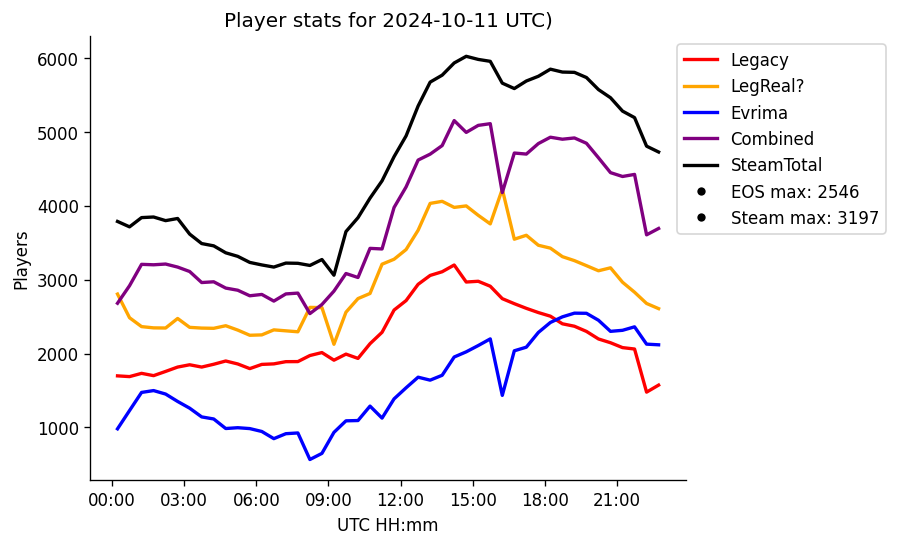 Player stats for 2024-10-11 UTC)
Legacy
LegReal?
Evrima
Combined
SteamTotal
EOS max: 2546
Steam max: 3197
6000
5000
4000
3000
2000
1000
Players
00:00 03:00 06:00 09:00 12:00 15:00 18:00 21:00
UTC HH:mm